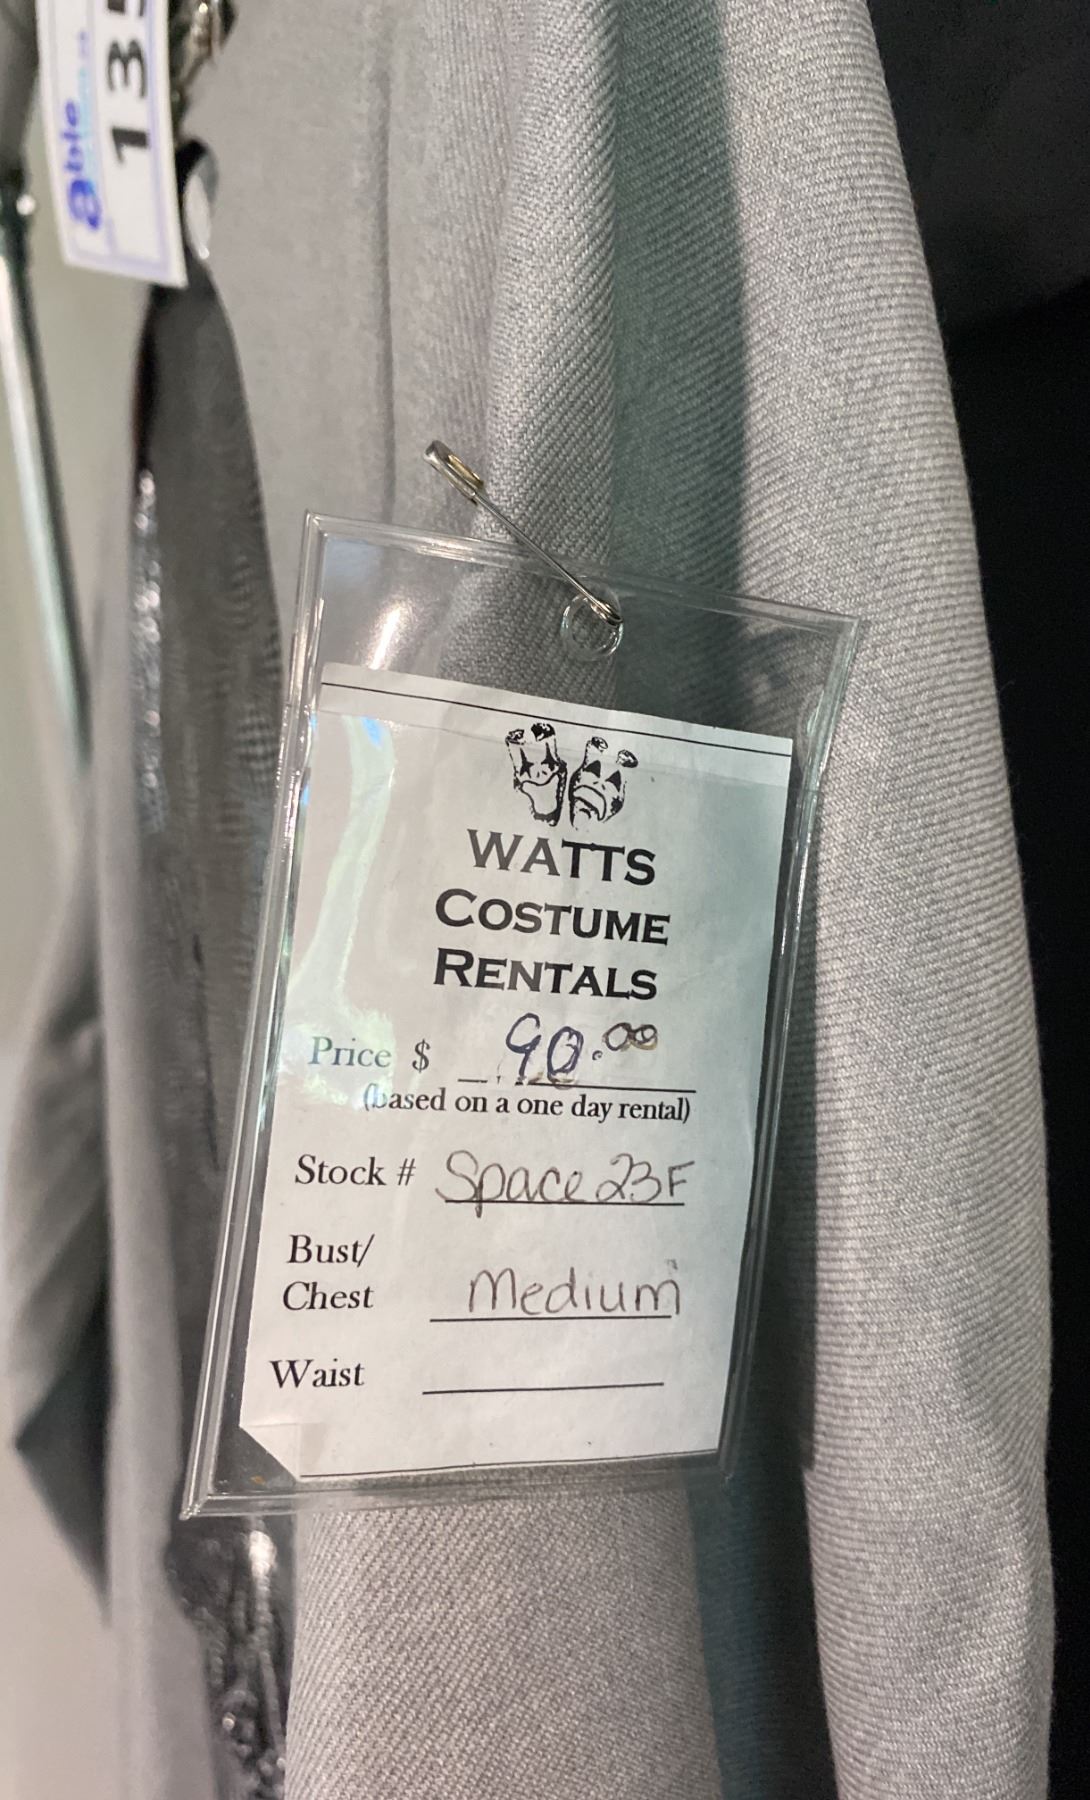 able
135
WATTS
COSTUME
RENTALS
Price $ 90.00
(based on a one day rental)
Stock # Space 23F
Bust/
Chest Medium
Waist